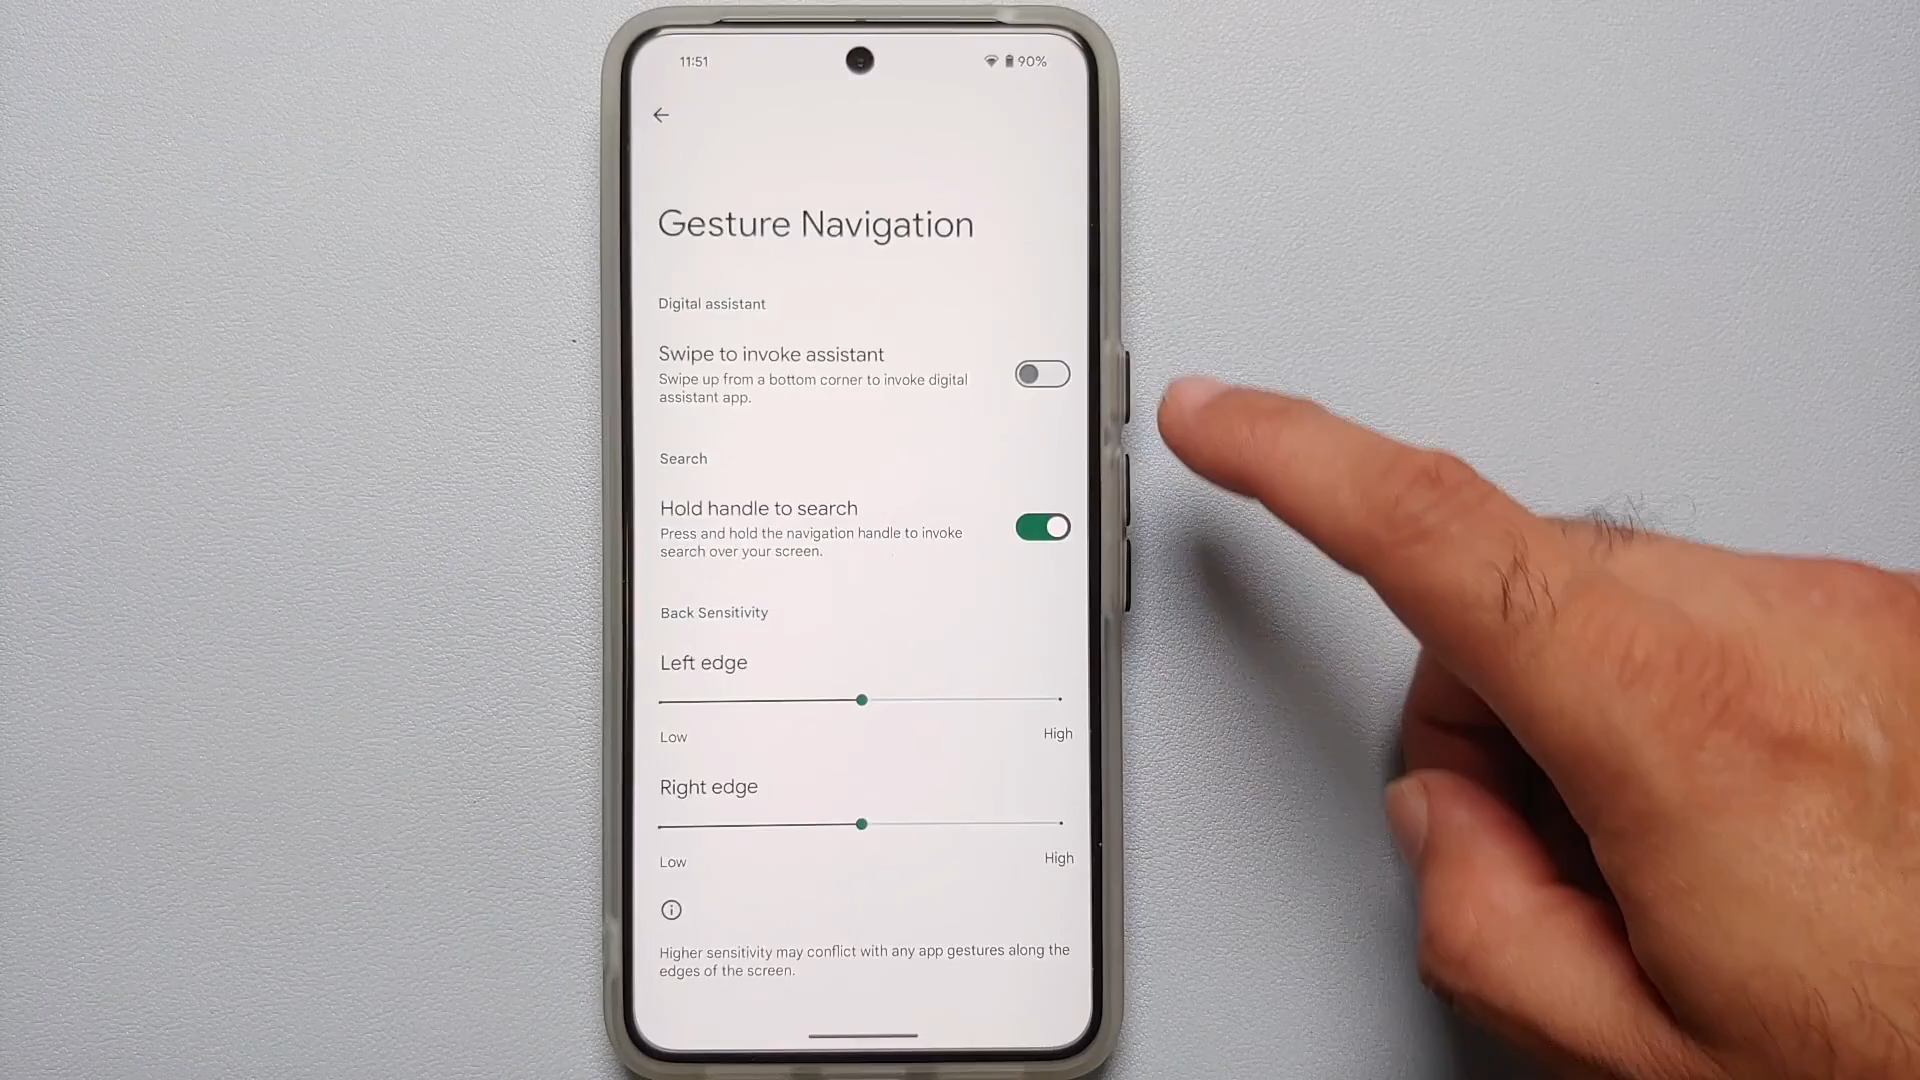 11:51
90%
Gesture Navigation
Digital assistant
Swipe to invoke assistant
Swipe up from a bottom corner to invoke digital
assistant app.
Search
Hold handle to search
Press and hold the navigation handle to invoke
search over your screen.
Back Sensitivity
Left edge
Low
High
Right edge
Low
High
Higher sensitivity may conflict with any app gestures along the
edges of the screen.